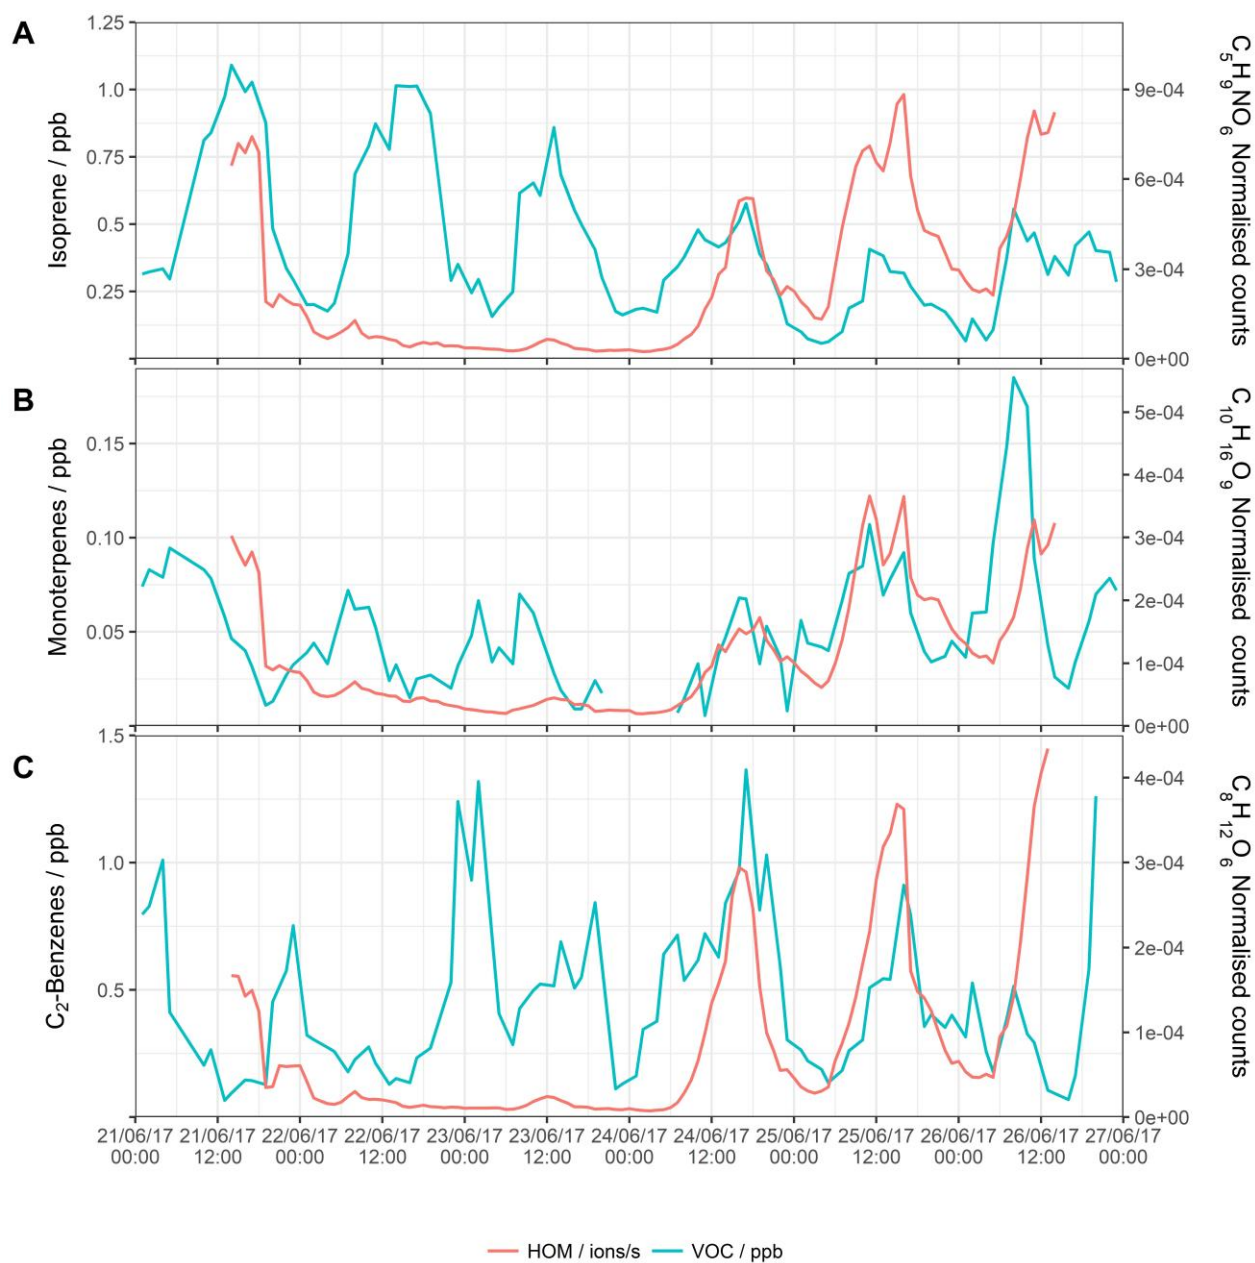 A
Isoprene / ppb
1.25
1.0
0.75
0.5
0.25
9e-04
6e-04
3e-04
0e+00
C5H9NO6 Normalised counts
B
Monoterpenes / ppb
0.15
0.10
0.05
5e-04
4e-04
3e-04
2e-04
1e-04
0e+00
C10H16O9 Normalised counts
C
C2-Benzenes / ppb
1.5
1.0
0.5
4e-04
3e-04
2e-04
1e-04
0e+00
C8H12O6 Normalised counts
21/06/17 21/06/17 22/06/17 22/06/17 23/06/17 23/06/17 24/06/17 24/06/17 25/06/17 25/06/17 26/06/17 26/06/17 27/06/17
00:00 12:00 00:00 12:00 00:00 12:00 00:00 12:00 00:00 12:00 00:00 12:00 00:00
HOM / ions/s VOC / ppb